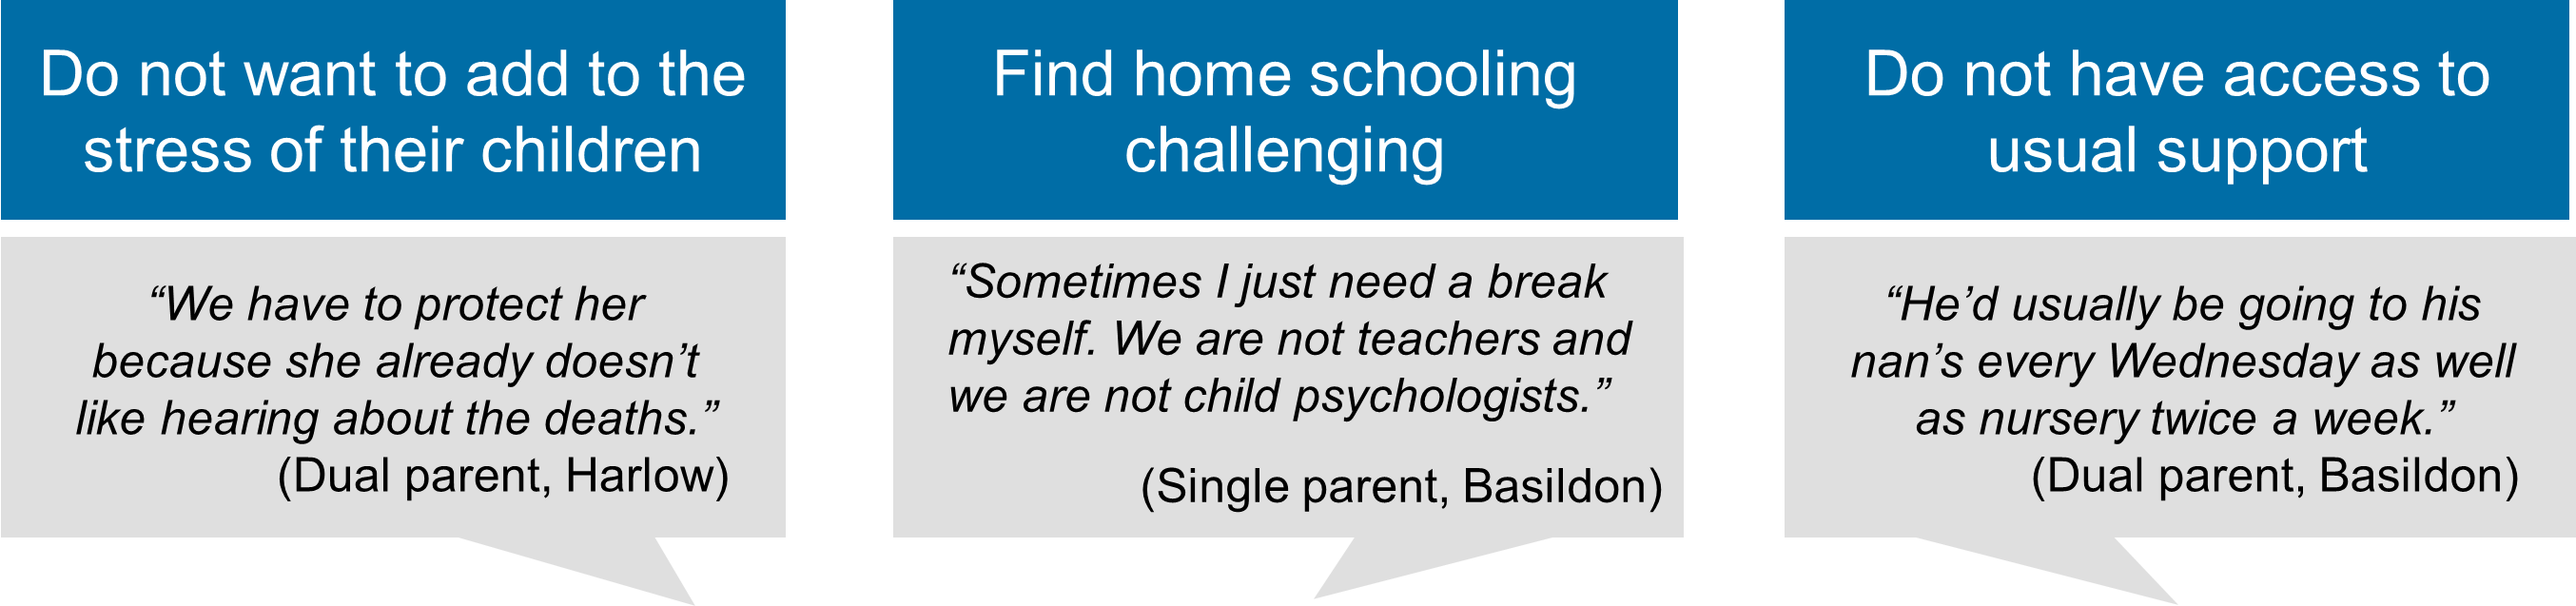 Do not want to add to the
stress of their children
“We have to protect her
because she already doesn’t
like hearing about the deaths.”
(Dual parent, Harlow)
Find home schooling
challenging
“Sometimes I just need a break
myself. We are not teachers and
we are not child psychologists.”
(Single parent, Basildon)
Do not have access to
usual support
“He’d usually be going to his
nan’s every Wednesday as well
as nursery twice a week.”
(Dual parent, Basildon)